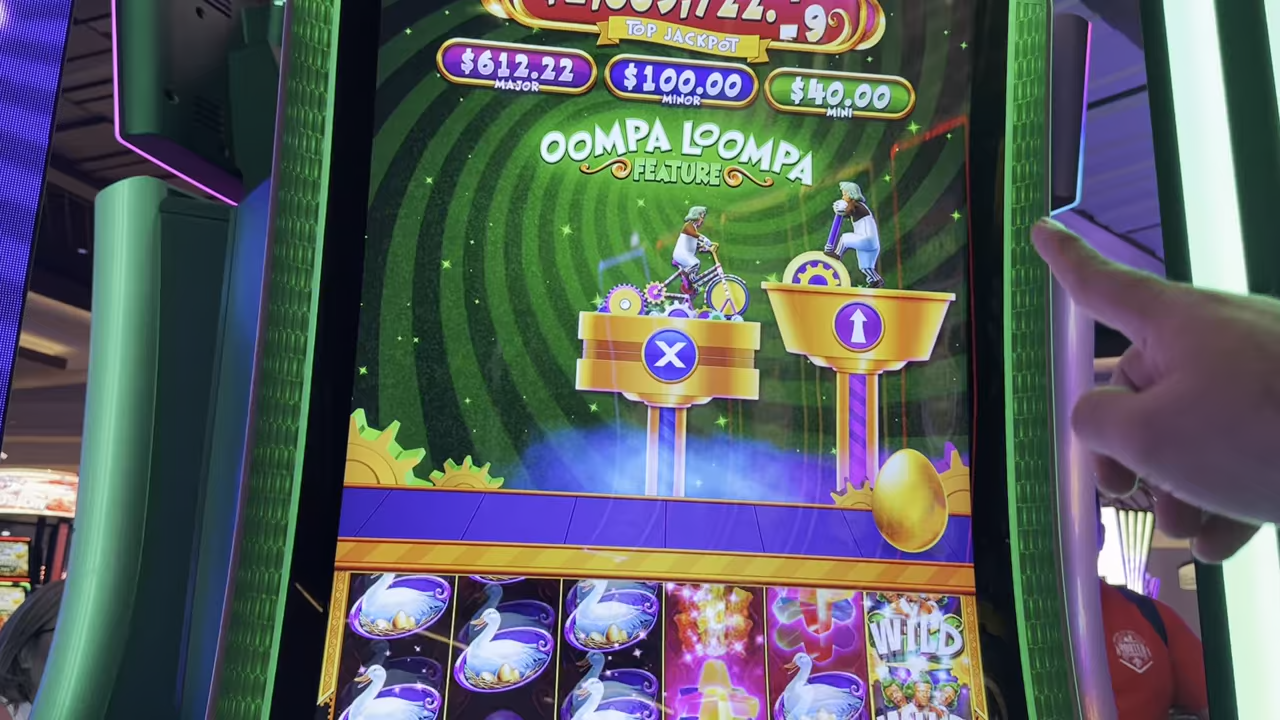 TOP JACKPOT
$612.22
MAJOR
$100.00
MINOR
$40.00
MINI
OOMPA LOOMPA
FEATURE
X
WILD